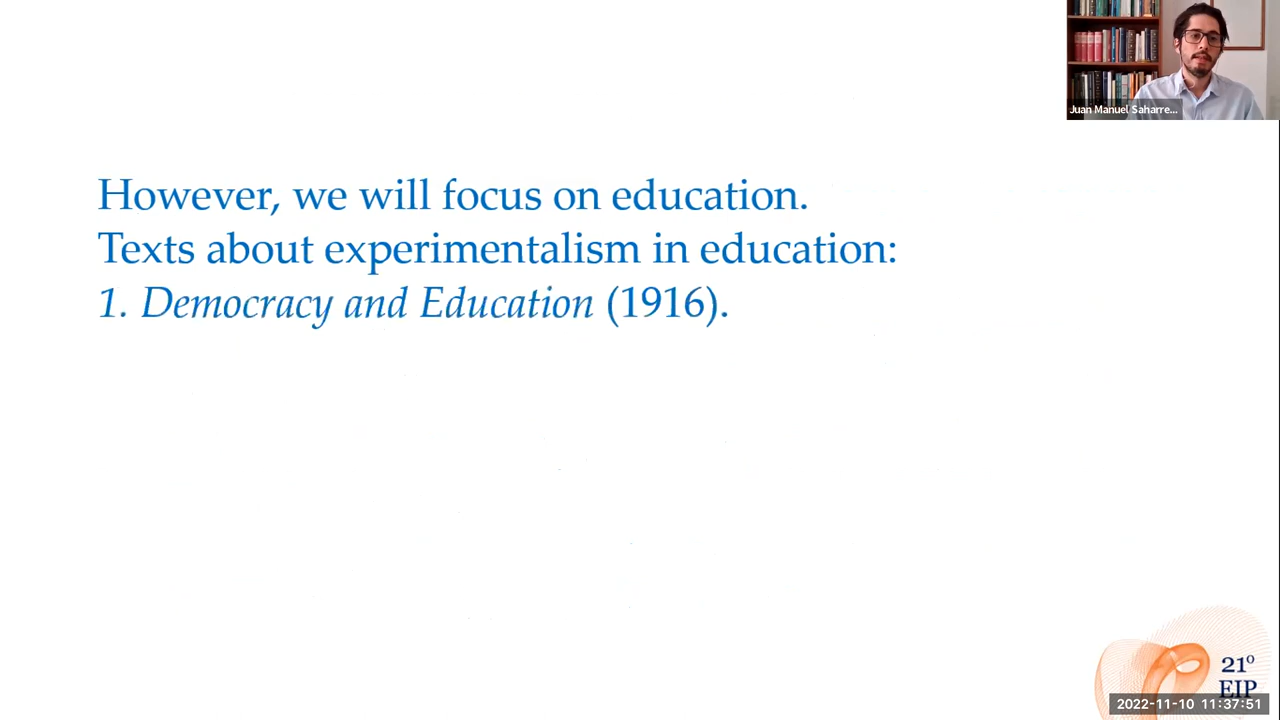 Juan Manuel Saharre...
However, we will focus on education.
Texts about experimentalism in education:
1. Democracy and Education (1916).
21º
EIP
2022-11-10 11:37:51